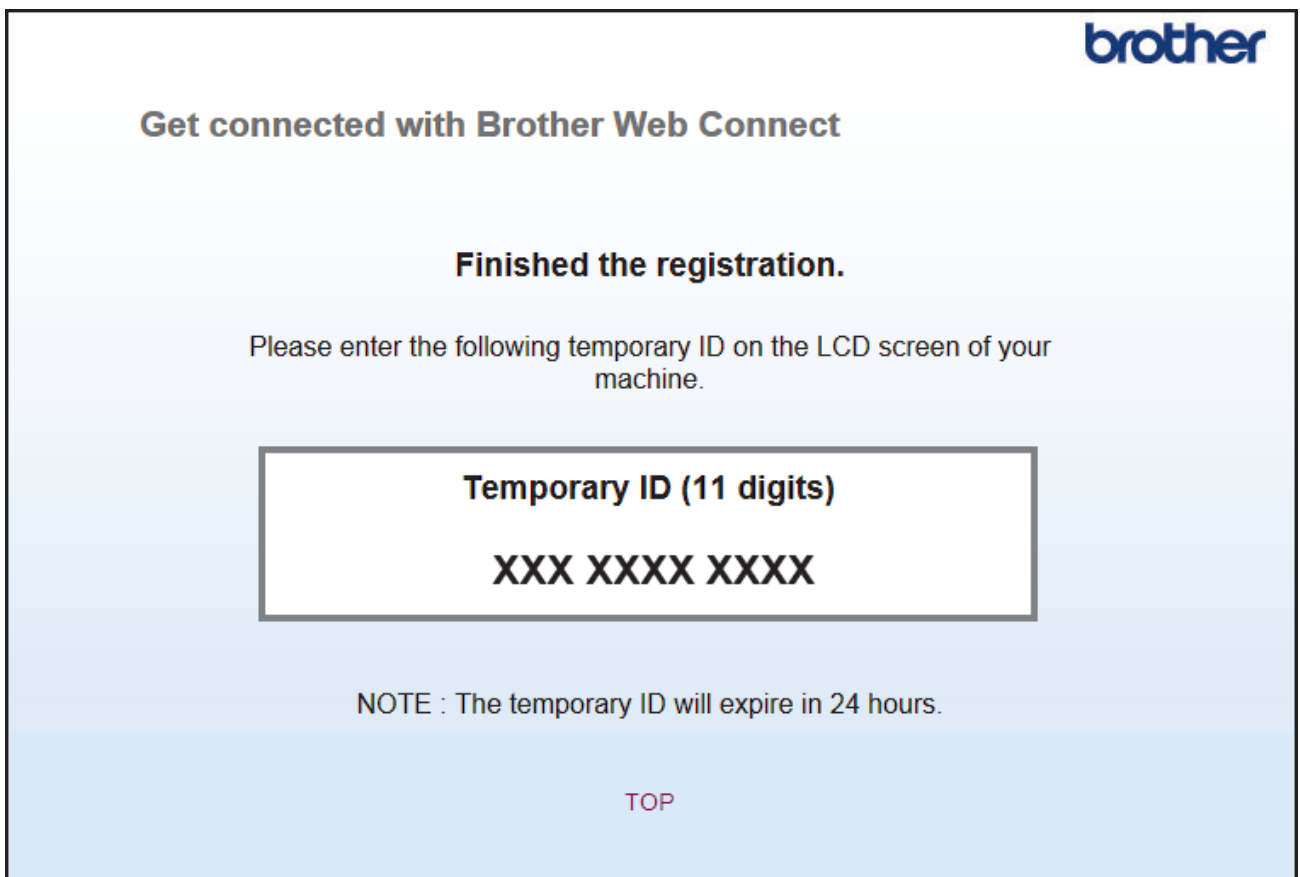 brother
Get connected with Brother Web Connect
Finished the registration.
Please enter the following temporary ID on the LCD screen of your
machine.
Temporary ID (11 digits)
XXX XXXX XXXX
NOTE : The temporary ID will expire in 24 hours.
TOP